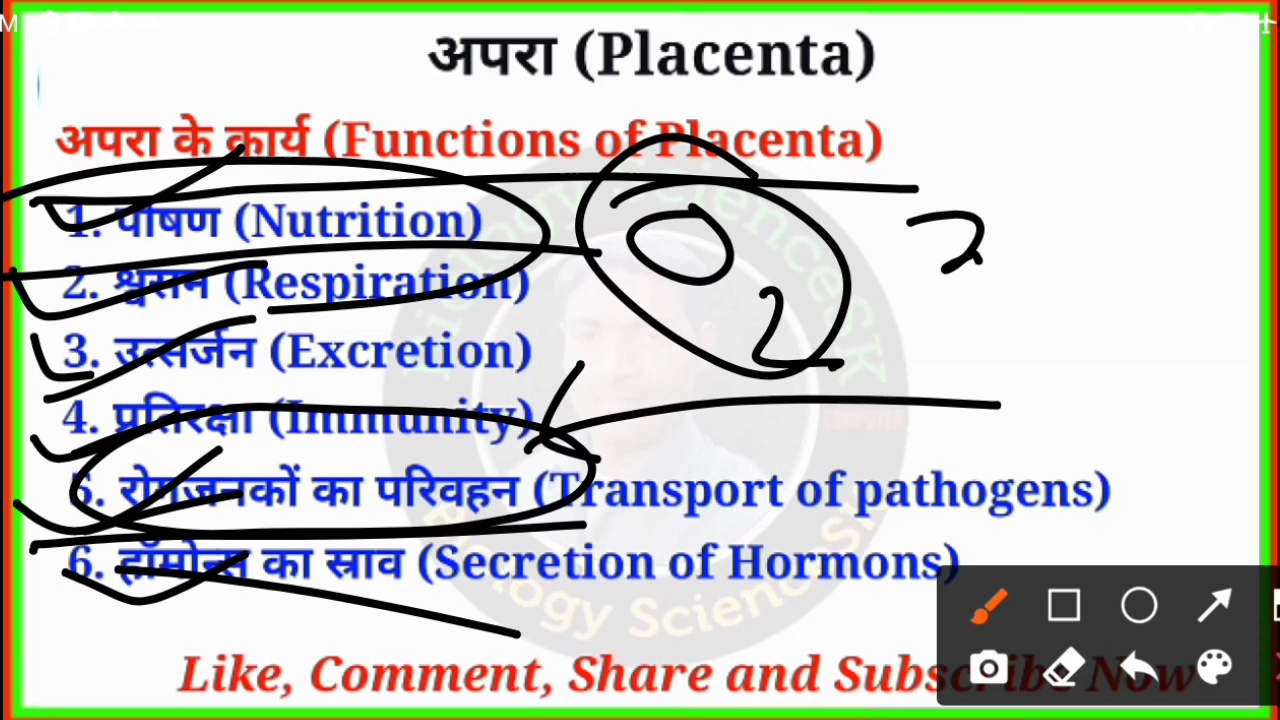 अपरा (Placenta)
अपरा के कार्य (Functions of Placenta)
1. पोषण (Nutrition)
2. श्वसन (Respiration)
3. उत्सर्जन (Excretion)
4. प्रतिरक्षा (Immunity)
5. रोगजनकों का परिवहन (Transport of pathogens)
6. हॉर्मोन्स का स्राव (Secretion of Hormons)
Like, Comment, Share and Subscribe Now